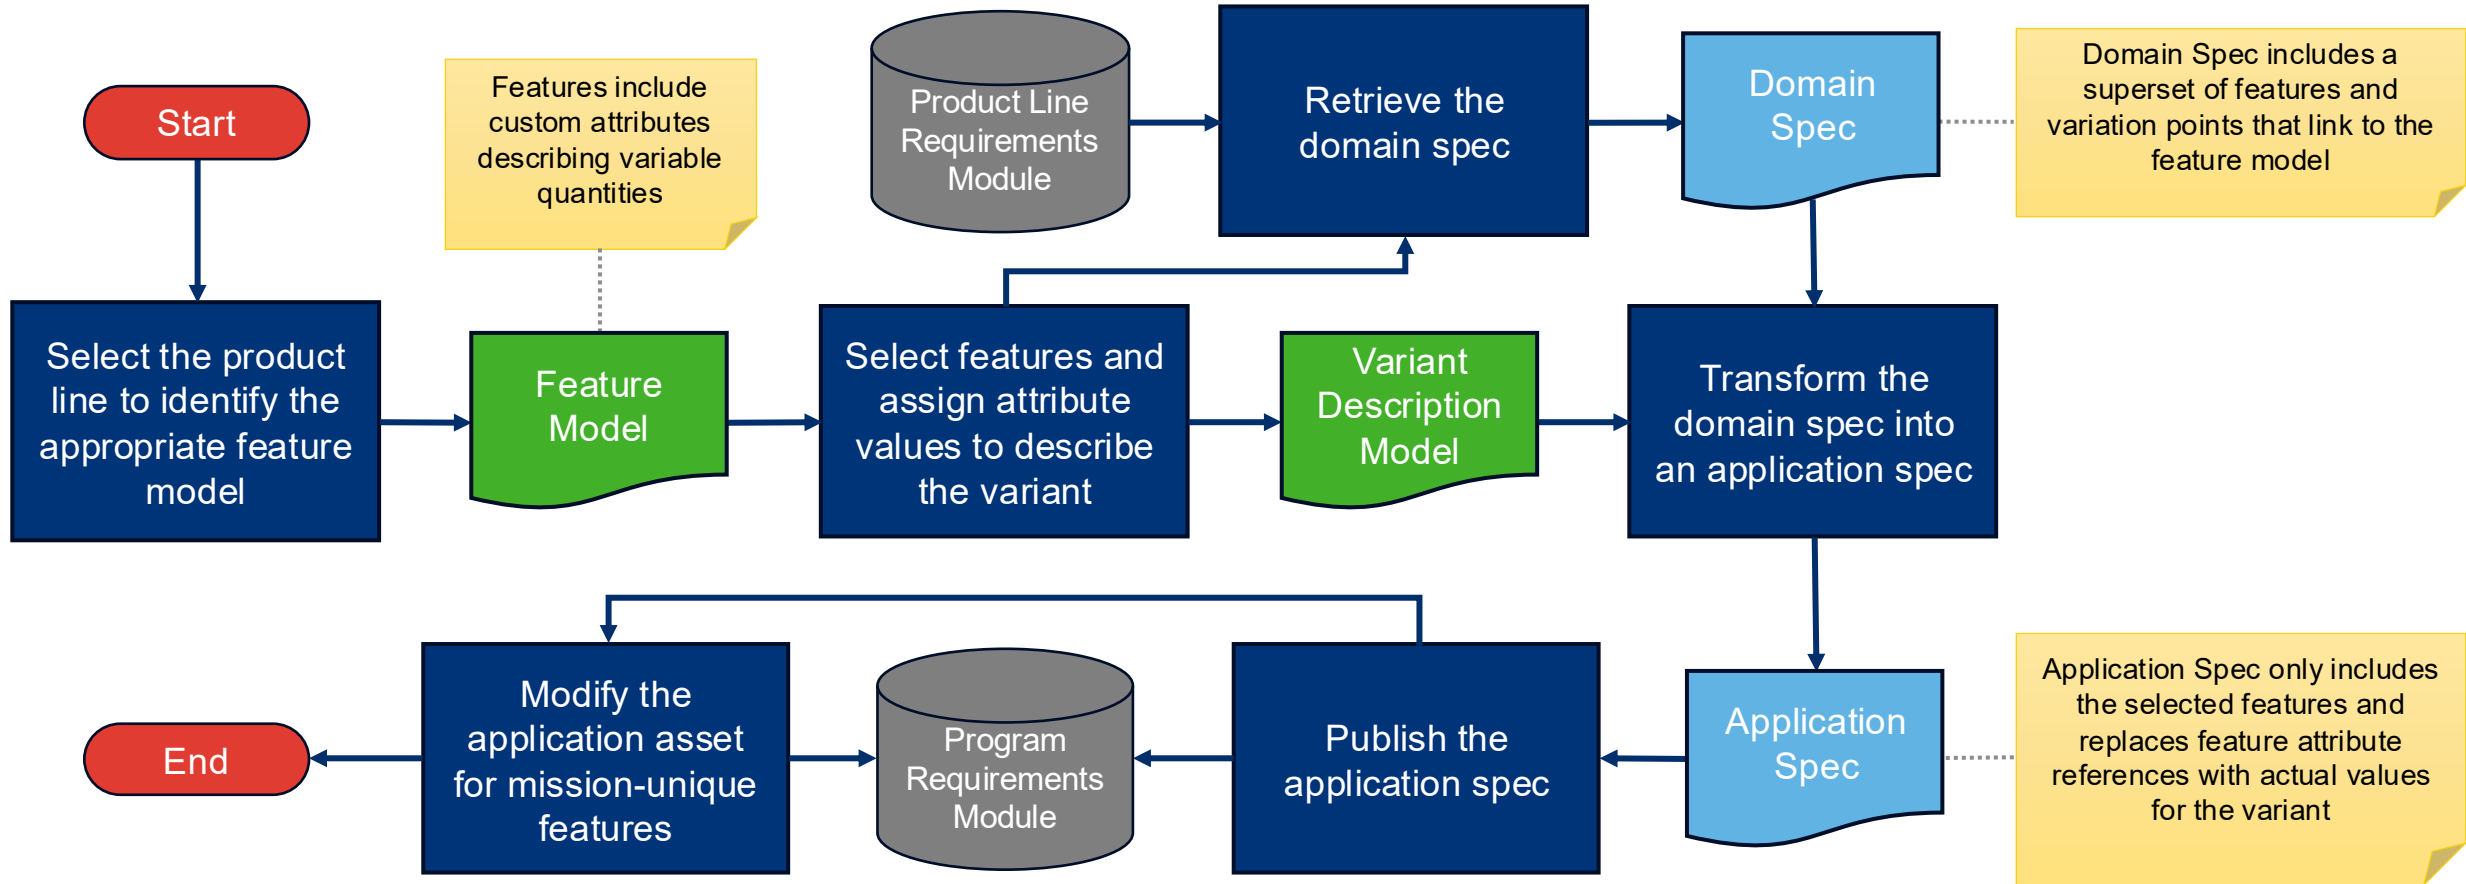 Start
Features include
custom attributes
describing variable
quantities
Product Line
Requirements
Module
Retrieve the
domain spec
Domain
Spec
Domain Spec includes a
superset of features and
variation points that link to the
feature model
Select the product
line to identify the
appropriate feature
model
Feature
Model
Select features and
assign attribute
values to describe
the variant
Variant
Description
Model
Transform the
domain spec into
an application spec
End
Modify the
application asset
for mission-unique
features
Program
Requirements
Module
Publish the
application spec
Application
Spec
Application Spec only includes
the selected features and
replaces feature attribute
references with actual values
for the variant